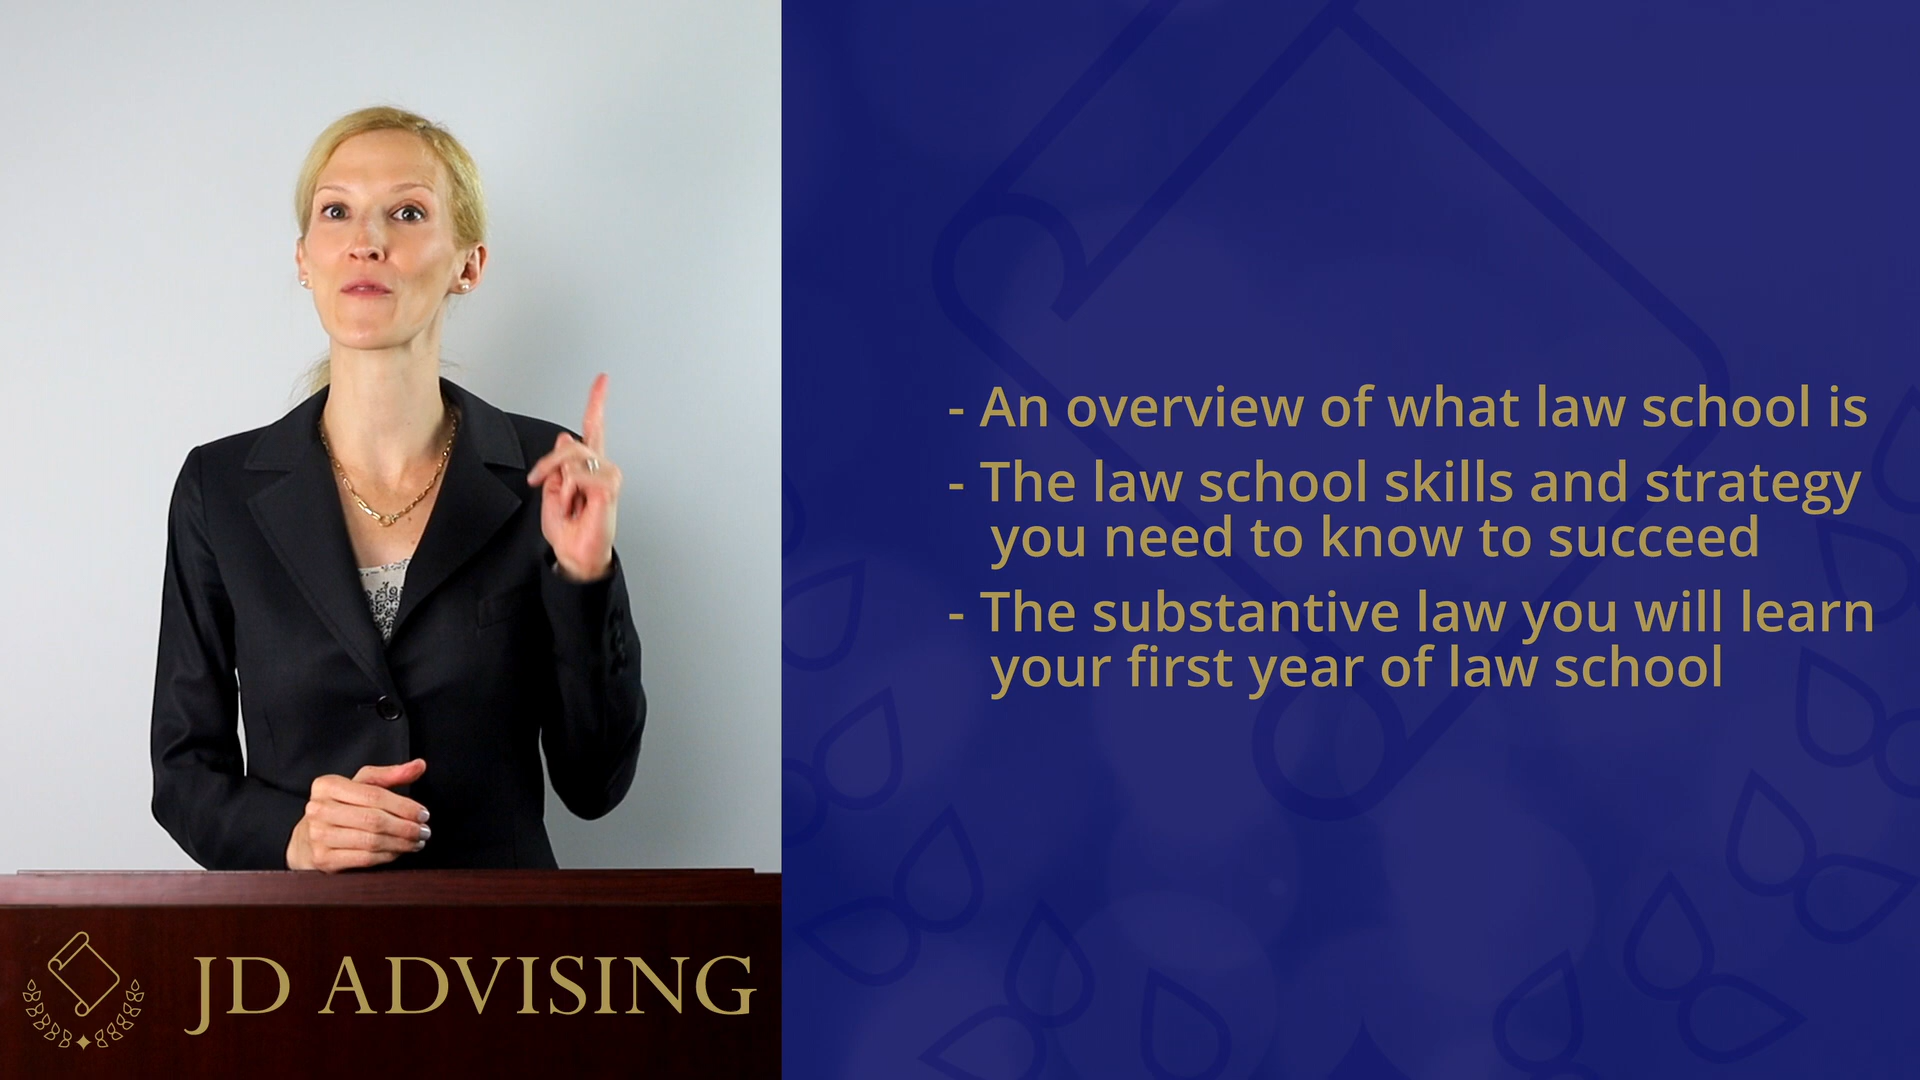 - An overview of what law school is
- The law school skills and strategy
you need to know to succeed
- The substantive law you will learn
your first year of law school
JD ADVISING